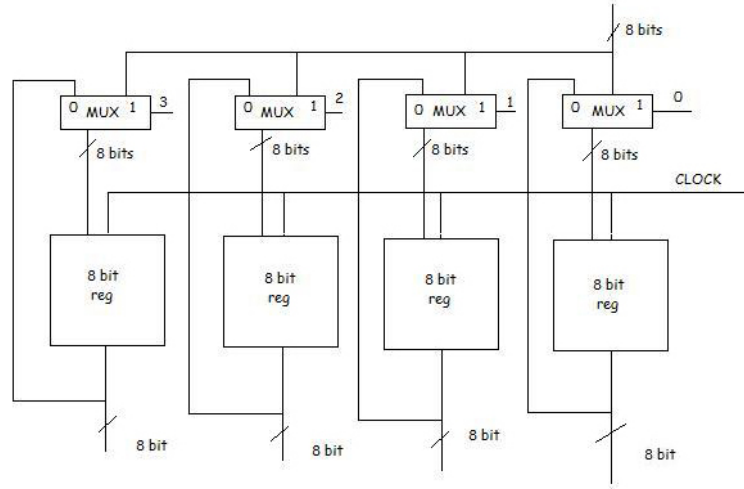 8 bits
0 MUX 1 3
0 MUX 1 2
0 MUX 1 1
0 MUX 1 0
8 bits
8 bits
8 bits
8 bits
CLOCK
8 bit
reg
8 bit
reg
8 bit
reg
8 bit
reg
8 bit
8 bit
8 bit
8 bit